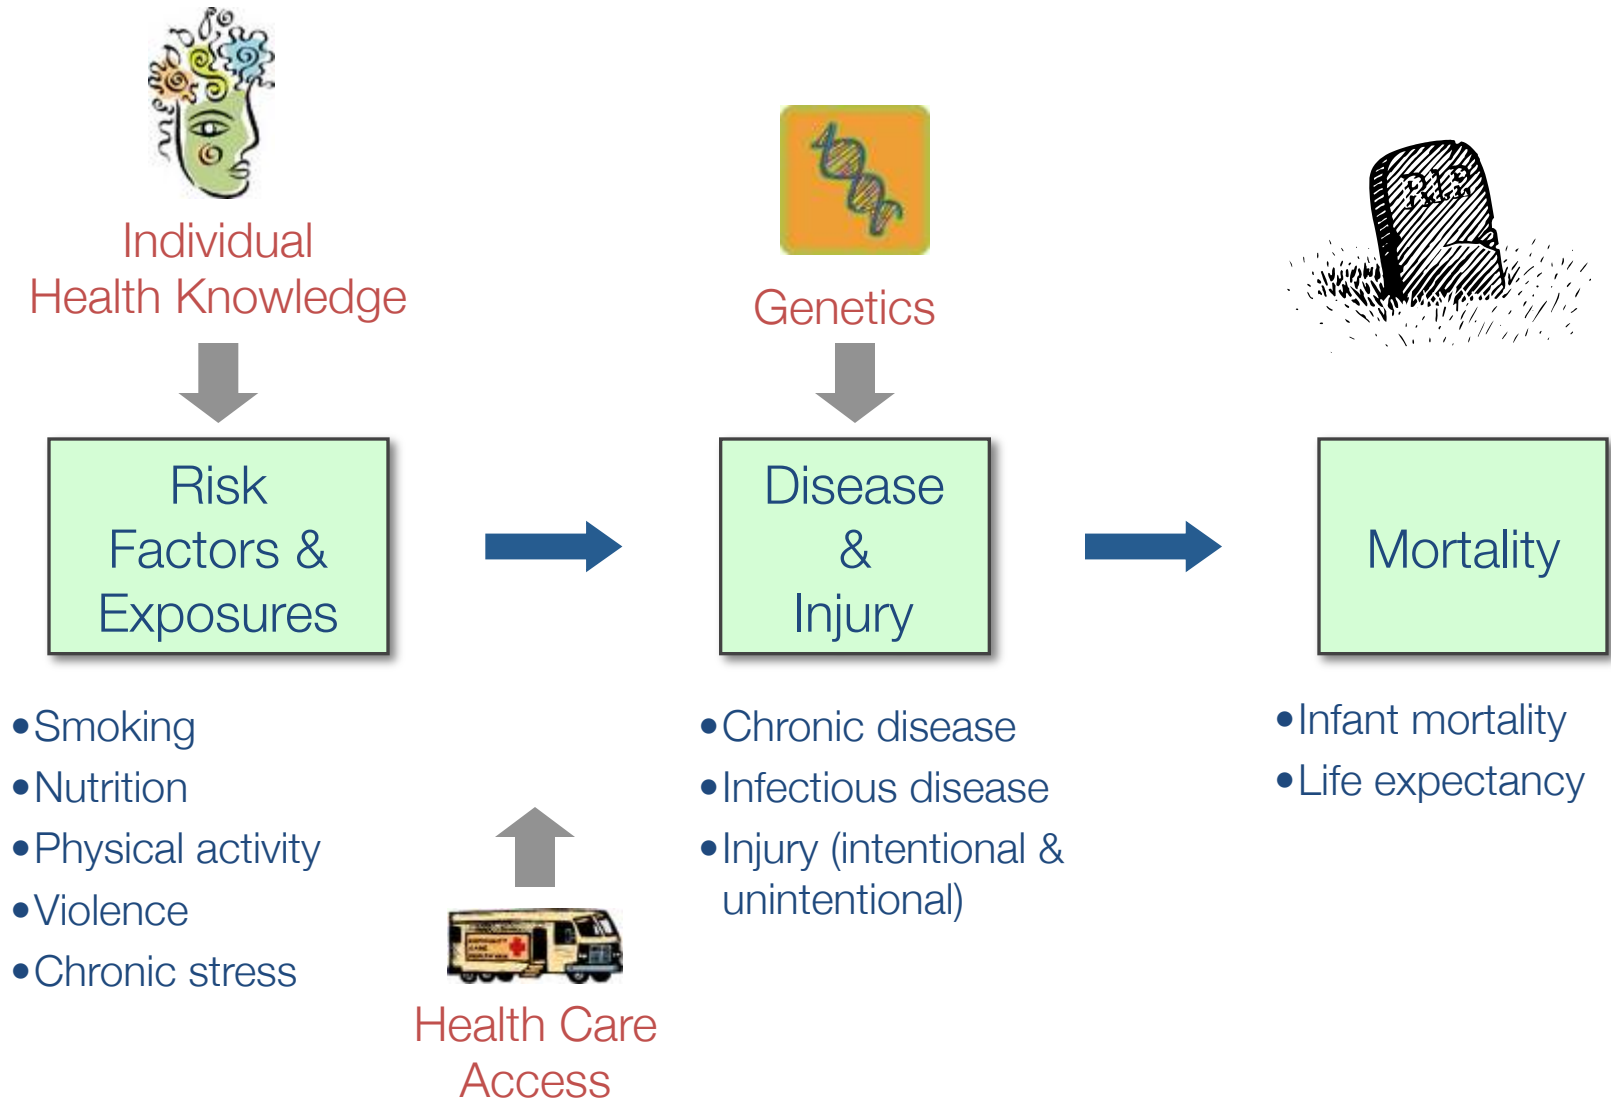 Individual
Health Knowledge
Genetics
RIP
Risk
Factors &
Exposures
Disease
&
Injury
Mortality
•Smoking
•Nutrition
•Physical activity
•Violence
•Chronic stress
•Chronic disease
•Infectious disease
•Injury (intentional &
unintentional)
•Infant mortality
•Life expectancy
Health Care
Access